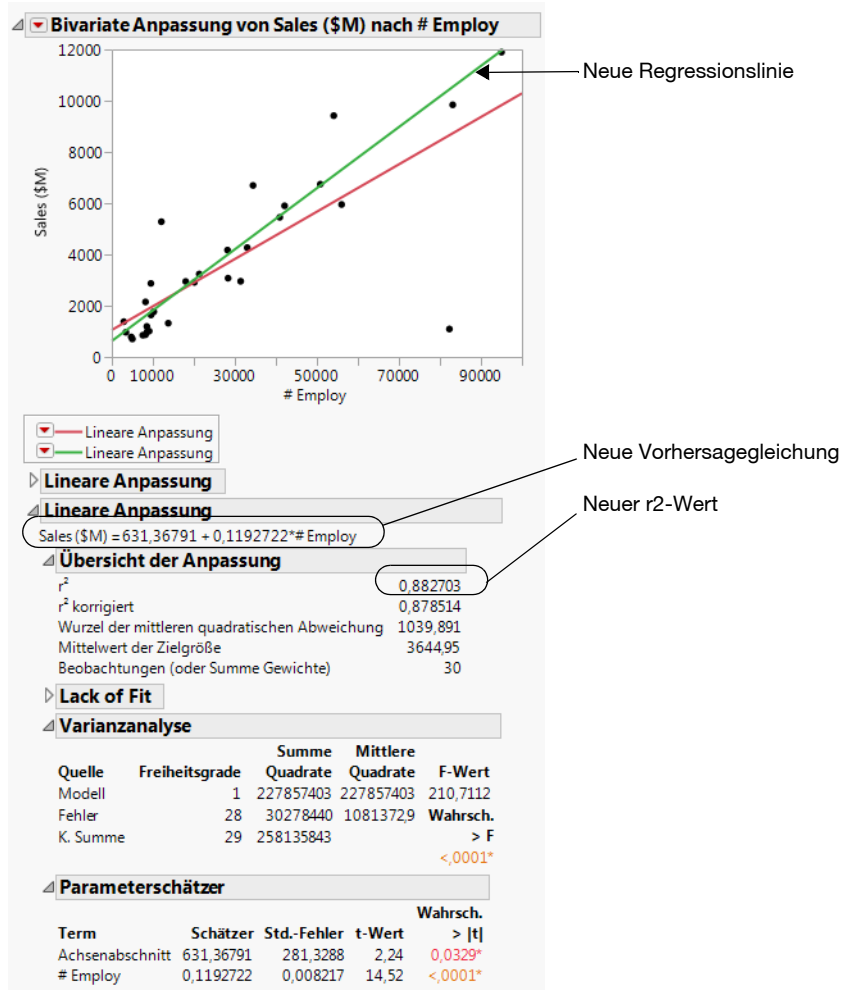 Bivariate Anpassung von Sales ($M) nach # Employ
12000
10000
8000
6000
4000
2000
0
Sales ($M)
0 10000 30000 50000 70000 90000
# Employ
Neue Regressionslinie
Lineare Anpassung
Lineare Anpassung
Neue Vorhersagegleichung
Lineare Anpassung
Neuer r2-Wert
Lineare Anpassung
Sales ($M) = 631,36791 + 0,1192722*# Employ
Übersicht der Anpassung
r² 0,882703
r² korrigiert 0,878514
Wurzel der mittleren quadratischen Abweichung 1039,891
Mittelwert der Zielgröße 3644,95
Beobachtungen (oder Summe Gewichte) 30
Lack of Fit
Varianzanalyse
Summe Mittlere
Quelle Freiheitsgrade Quadrate Quadrate F-Wert
Modell 1 227857403 227857403 210,7112
Fehler 28 30278440 1081372,9 Wahrsch.
K. Summe 29 258135843 > F
<,0001*
Parameterschätzer
Wahrsch.
Term Schätzer Std.-Fehler t-Wert > |t|
Achsenabschnitt 631,36791 281,3288 2,24 0,0329*
# Employ 0,1192722 0,008217 14,52 <,0001*